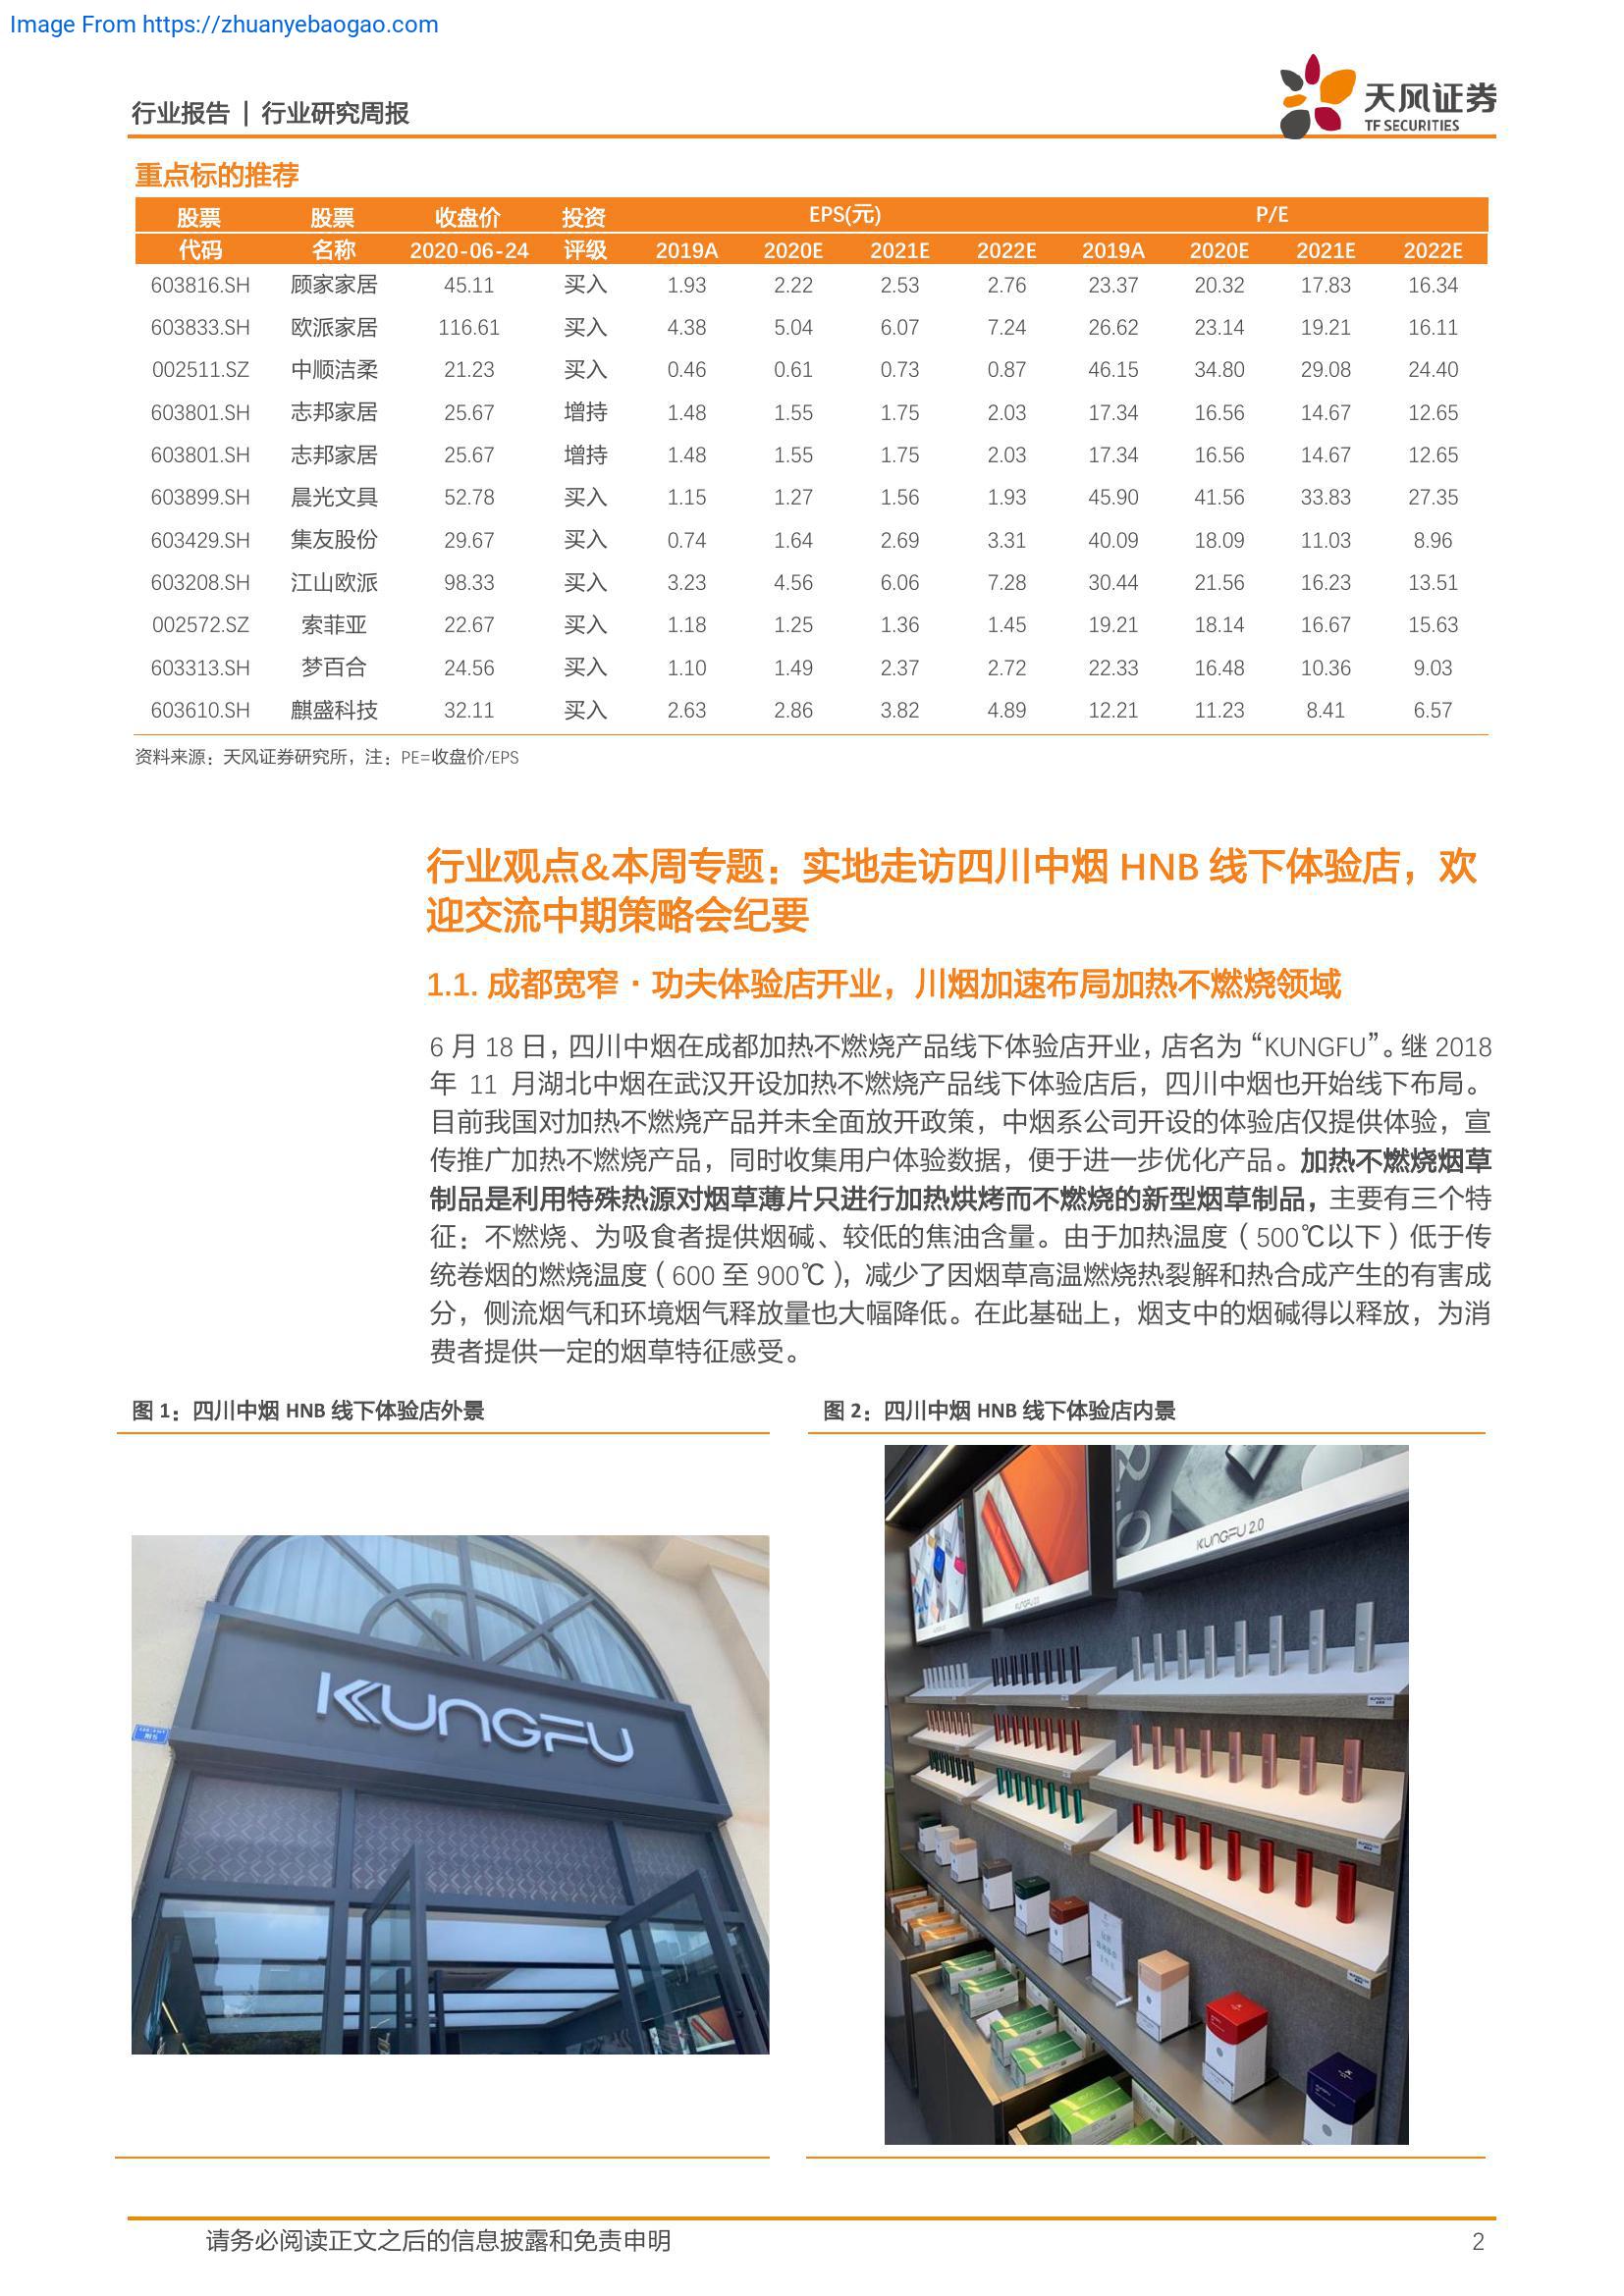 Image From https://zhuanyebaogao.com
行业报告 | 行业研究周报
天风证券
TF SECURITIES
重点标的推荐
股票 股票 收盘价 投资 EPS(元) P/E
代码 名称 2020-06-24 评级 2019A 2020E 2021E 2022E 2019A 2020E 2021E 2022E
603816.SH 顾家家居 45.11 买入 1.93 2.22 2.53 2.76 23.37 20.32 17.83 16.34
603833.SH 欧派家居 116.61 买入 4.38 5.04 6.07 7.24 26.62 23.14 19.21 16.11
002511.SZ 中顺洁柔 21.23 买入 0.46 0.61 0.73 0.87 46.15 34.80 29.08 24.40
603801.SH 志邦家居 25.67 增持 1.48 1.55 1.75 2.03 17.34 16.56 14.67 12.65
603801.SH 志邦家居 25.67 增持 1.48 1.55 1.75 2.03 17.34 16.56 14.67 12.65
603899.SH 晨光文具 52.78 买入 1.15 1.27 1.56 1.93 45.90 41.56 33.83 27.35
603429.SH 集友股份 29.67 买入 0.74 1.64 2.69 3.31 40.09 18.09 11.03 8.96
603208.SH 江山欧派 98.33 买入 3.23 4.56 6.06 7.28 30.44 21.56 16.23 13.51
002572.SZ 索菲亚 22.67 买入 1.18 1.25 1.36 1.45 19.21 18.14 16.67 15.63
603313.SH 梦百合 24.56 买入 1.10 1.49 2.37 2.72 22.33 16.48 10.36 9.03
603610.SH 麒盛科技 32.11 买入 2.63 2.86 3.82 4.89 12.21 11.23 8.41 6.57
资料来源：天风证券研究所，注：PE=收盘价/EPS
行业观点&本周专题：实地走访四川中烟 HNB 线下体验店，欢
迎交流中期策略会纪要
1.1. 成都宽窄·功夫体验店开业，川烟加速布局加热不燃烧领域
6 月 18 日，四川中烟在成都加热不燃烧产品线下体验店开业，店名为“KUNGFU”。继 2018
年 11 月湖北中烟在武汉开设加热不燃烧产品线下体验店后，四川中烟也开始线下布局。
目前我国对加热不燃烧产品并未全面放开政策，中烟系公司开设的体验店仅提供体验，宣
传推广加热不燃烧产品，同时收集用户体验数据，便于进一步优化产品。加热不燃烧烟草
制品是利用特殊热源对烟草薄片只进行加热烘烤而不燃烧的新型烟草制品，主要有三个特
征：不燃烧、为吸食者提供烟碱、较低的焦油含量。由于加热温度（500℃以下）低于传
统卷烟的燃烧温度（600 至 900℃），减少了因烟草高温燃烧热裂解和热合成产生的有害成
分，侧流烟气和环境烟气释放量也大幅降低。在此基础上，烟支中的烟碱得以释放，为消
费者提供一定的烟草特征感受。
图 1：四川中烟 HNB 线下体验店外景
图 2：四川中烟 HNB 线下体验店内景
KUNGFU
KUNGFU 2.0
请务必阅读正文之后的信息披露和免责申明
2